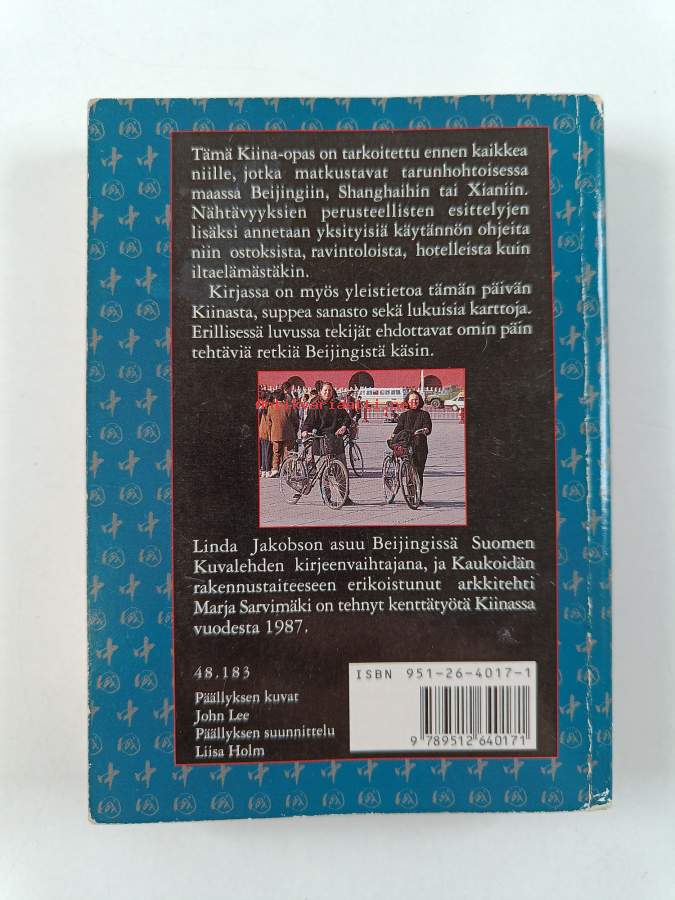 Tämä Kiina-opas on tarkoitettu ennen kaikkea
niille, jotka matkustavat tarunhohtoisessa
maassa Beijingiin, Shanghaihin tai Xianiin.
Nähtävyyksien perusteellisten esittelyjen
lisäksi annetaan yksityisiä käytännön ohjeita
niin ostoksista, ravintoloista, hotelleista kuin
iltaelämästäkin.
Kirjassa on myös yleistietoa tämän päivän
Kiinasta, suppea sanasto sekä lukuisia karttoja.
Erillisessä luvussa tekijät ehdottavat omin päin
tehtäviä retkiä Beijingistä käsin.
Linda Jakobson asuu Beijingissä Suomen
Kuvalehden kirjeenvaihtajana, ja Kaukoidän
rakennustaiteeseen erikoistunut arkkitehti
Marja Sarvimäki on tehnyt kenttätyötä Kiinassa
vuodesta 1987.
48.183
Päällyksen kuvat
John Lee
Päällyksen suunnittelu
Liisa Holm
ISBN 951-26-4017-1
9 789512 640171